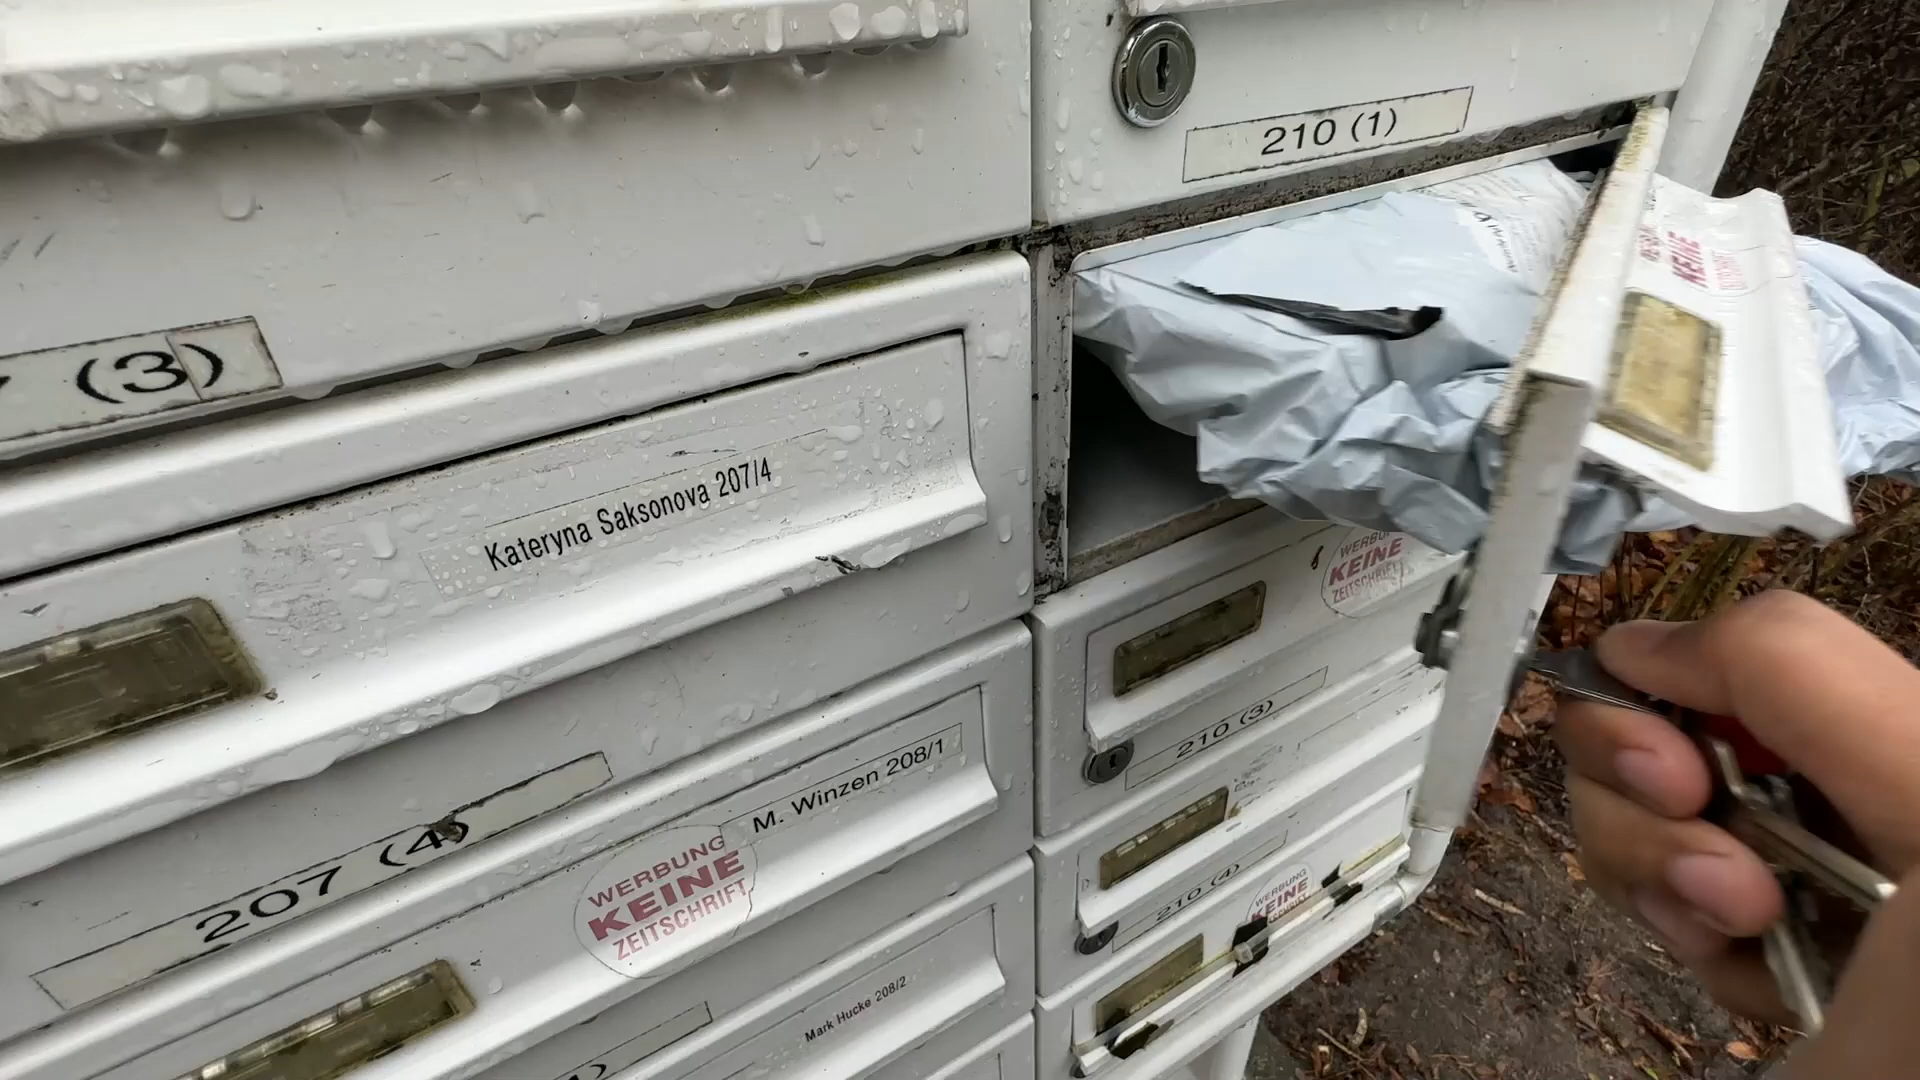 210 (1)
KEINE
(3)
Kateryna Saksonova 207/4
KEINE
ZEITSCHRIFT
210 (3)
207 (4)
M. Winzen 208/1
WERBUNG
KEINE
ZEITSCHRIFT
210 (4)
WERBUNG
KEINE
Mark Hucke 208/2